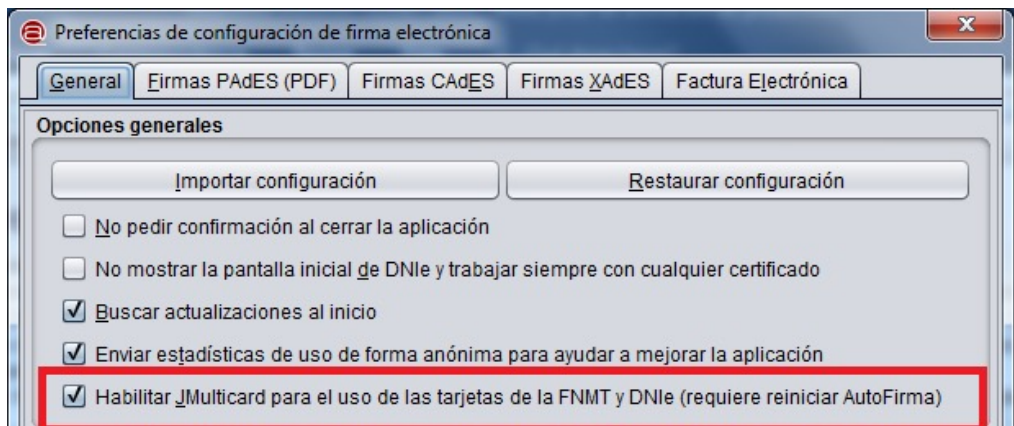 Preferencias de configuración de firma electrónica
General Firmas PAdES (PDF) Firmas CAdES Firmas XAdES Factura Electrónica
Opciones generales
Importar configuración Restaurar configuración
No pedir confirmación al cerrar la aplicación
No mostrar la pantalla inicial de DNIe y trabajar siempre con cualquier certificado
Buscar actualizaciones al inicio
Enviar estadísticas de uso de forma anónima para ayudar a mejorar la aplicación
Habilitar JMulticard para el uso de las tarjetas de la FNMT y DNIe (requiere reiniciar AutoFirma)